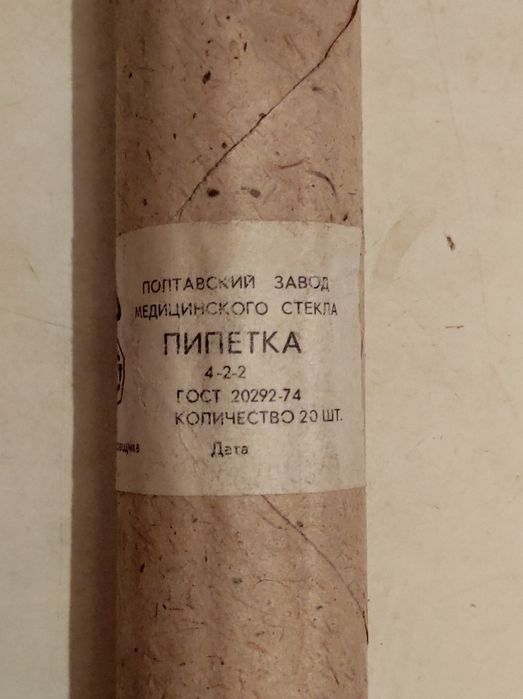 ПОЛТАВСКИЙ ЗАВОД
МЕДИЦИНСКОГО СТЕКЛА
ПИПЕТКА
4-2-2
ГОСТ 20292-74
КОЛИЧЕСТВО 20 ШТ.
Дата